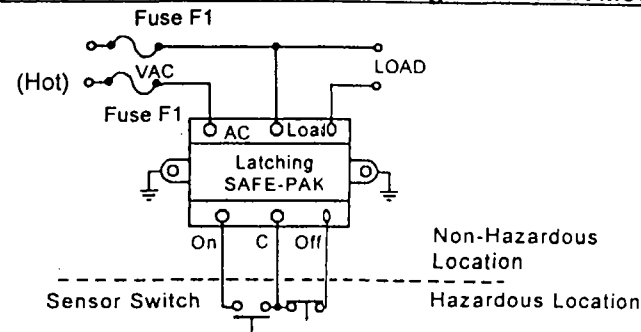 Fuse F1
(Hot)
VAC
LOAD
Fuse F1
AC
Load
Latching
SAFE-PAK
On
C
Off
Non-Hazardous
Location
Sensor Switch
Hazardous Location